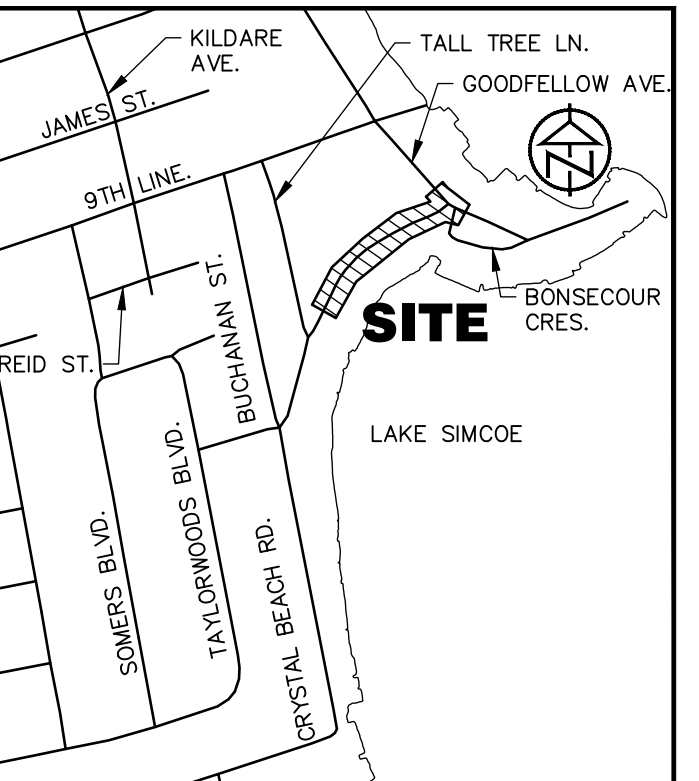 KILDARE
AVE.
TALL TREE LN.
GOODFELLOW AVE.
JAMES ST.
9TH LINE.
N
BUCHANAN ST.
SITE
BONSECOUR
CRES.
REID ST.
LAKE SIMCOE
SOMERS BLVD.
TAYLORWOODS BLVD.
CRYSTAL BEACH RD.